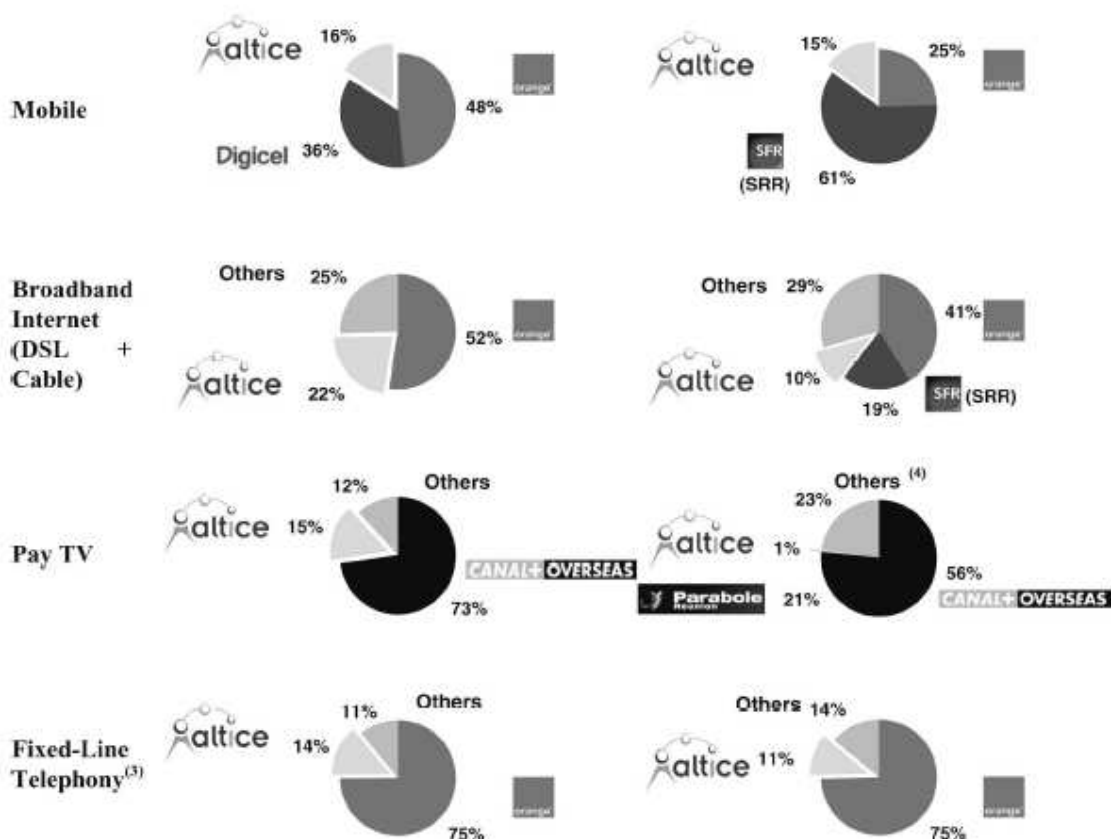 altice 16%
48% orange
Digicel 36%
Mobile
altice 15%
25% orange
SFR
(SRR)
61%
Broadband
Internet
(DSL +
Cable)
Others 25%
52% orange
altice
22%
Others 29%
41% orange
altice
10%
19%
SFR (SRR)
Pay TV
12% Others
altice 15%
CANAL+ OVERSEAS
73%
Others (4)
23%
altice 1%
56%
Parabole
Réunion
21%
CANAL+ OVERSEAS
Fixed-Line
Telephony(3)
Others
11%
altice
14%
orange
75%
Others 14%
altice 11%
orange
75%